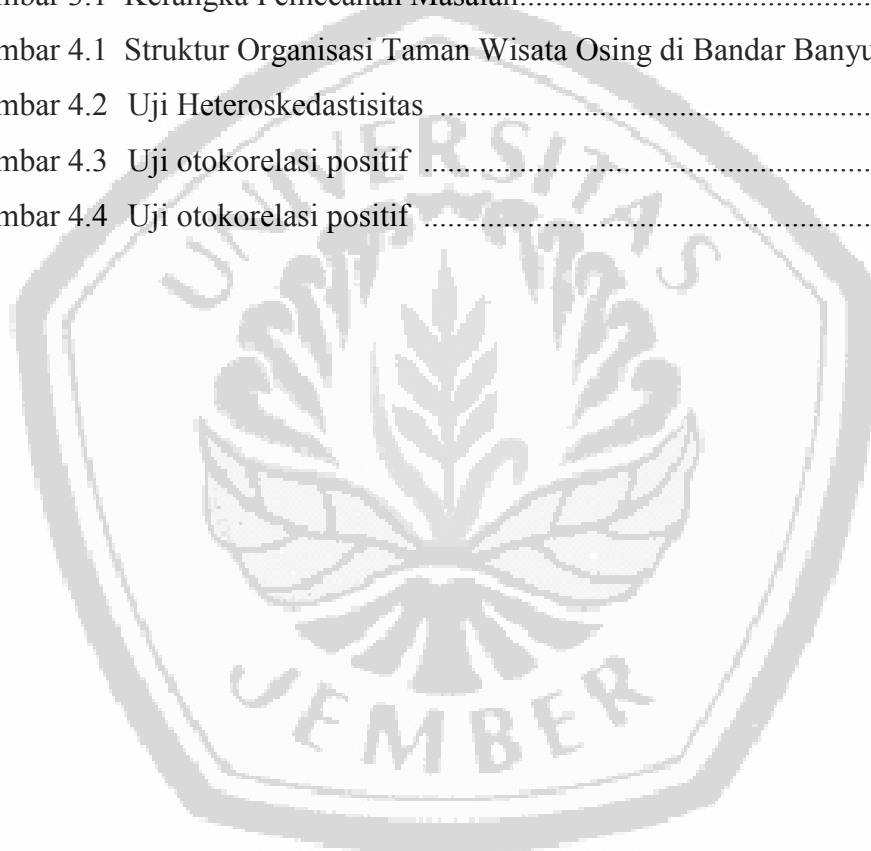 mbar 3.1 Kerangka Pemecahan Masalah..........................................
mbar 4.1 Struktur Organisasi Taman Wisata Osing di Bandar Banyu
mbar 4.2 Uji Heteroskedastisitas ....................................................
mbar 4.3 Uji otokorelasi positif ......................................................
mbar 4.4 Uji otokorelasi positif ......................................................
UNIVERSITAS
JEMBER